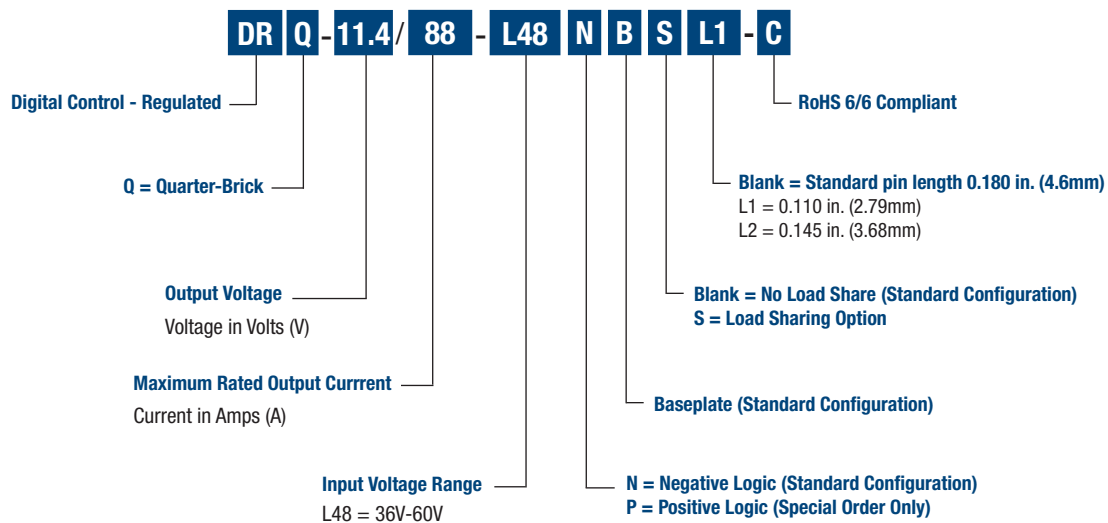 DR Q - 11.4 / 88 - L48 N B S L1 - C
Digital Control - Regulated
RoHS 6/6 Compliant
Q = Quarter-Brick
Blank = Standard pin length 0.180 in. (4.6mm)
L1 = 0.110 in. (2.79mm)
L2 = 0.145 in. (3.68mm)
Output Voltage
Voltage in Volts (V)
Blank = No Load Share (Standard Configuration)
S = Load Sharing Option
Maximum Rated Output Currrent
Current in Amps (A)
Baseplate (Standard Configuration)
Input Voltage Range
L48 = 36V-60V
N = Negative Logic (Standard Configuration)
P = Positive Logic (Special Order Only)